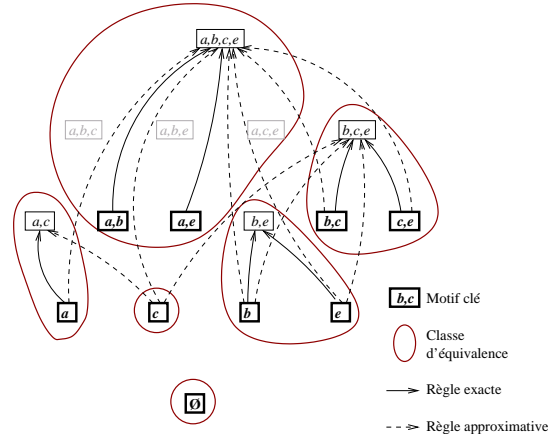 a,b,c,e
a,b,c
a,b,e
a,c,e
b,c,e
a,c
a,b
a,e
b,e
b,c
c,e
a
c
b
e
b,c Motif clé
Classe
d'équivalence
Ø
Règle exacte
Règle approximative